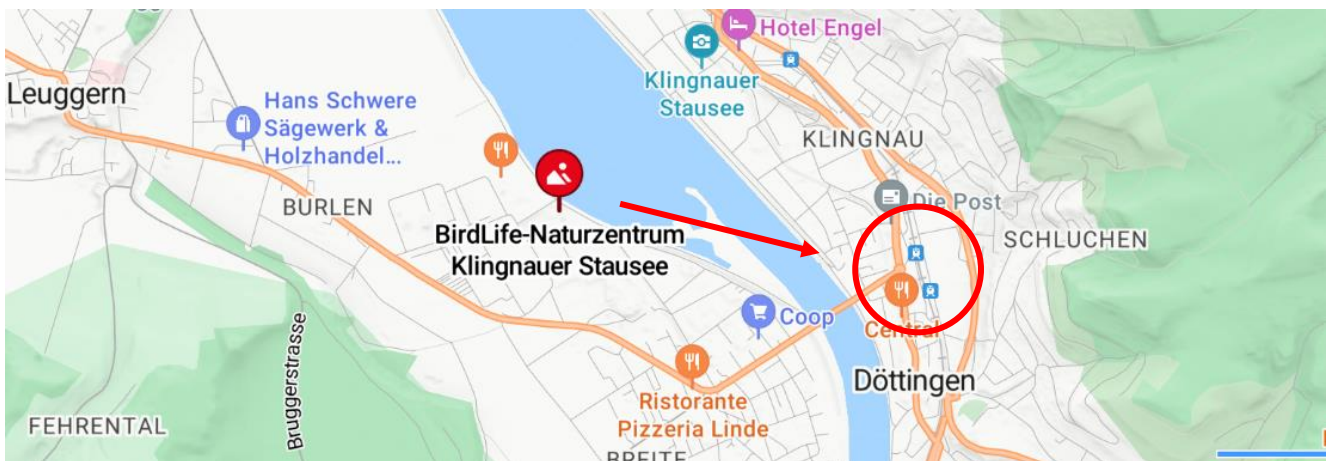 Hotel Engel
Leuggern
Klingnauer
Stausee
Hans Schwere
Sägewerk &
Holzhandel...
KLINGNAU
BURLEN
Die Post
BirdLife-Naturzentrum
Klingnauer Stausee
SCHLUCHEN
Coop
Central
Bruggerstrasse
Döttingen
Ristorante
Pizzeria Linde
FEHRENTAL
BREITE